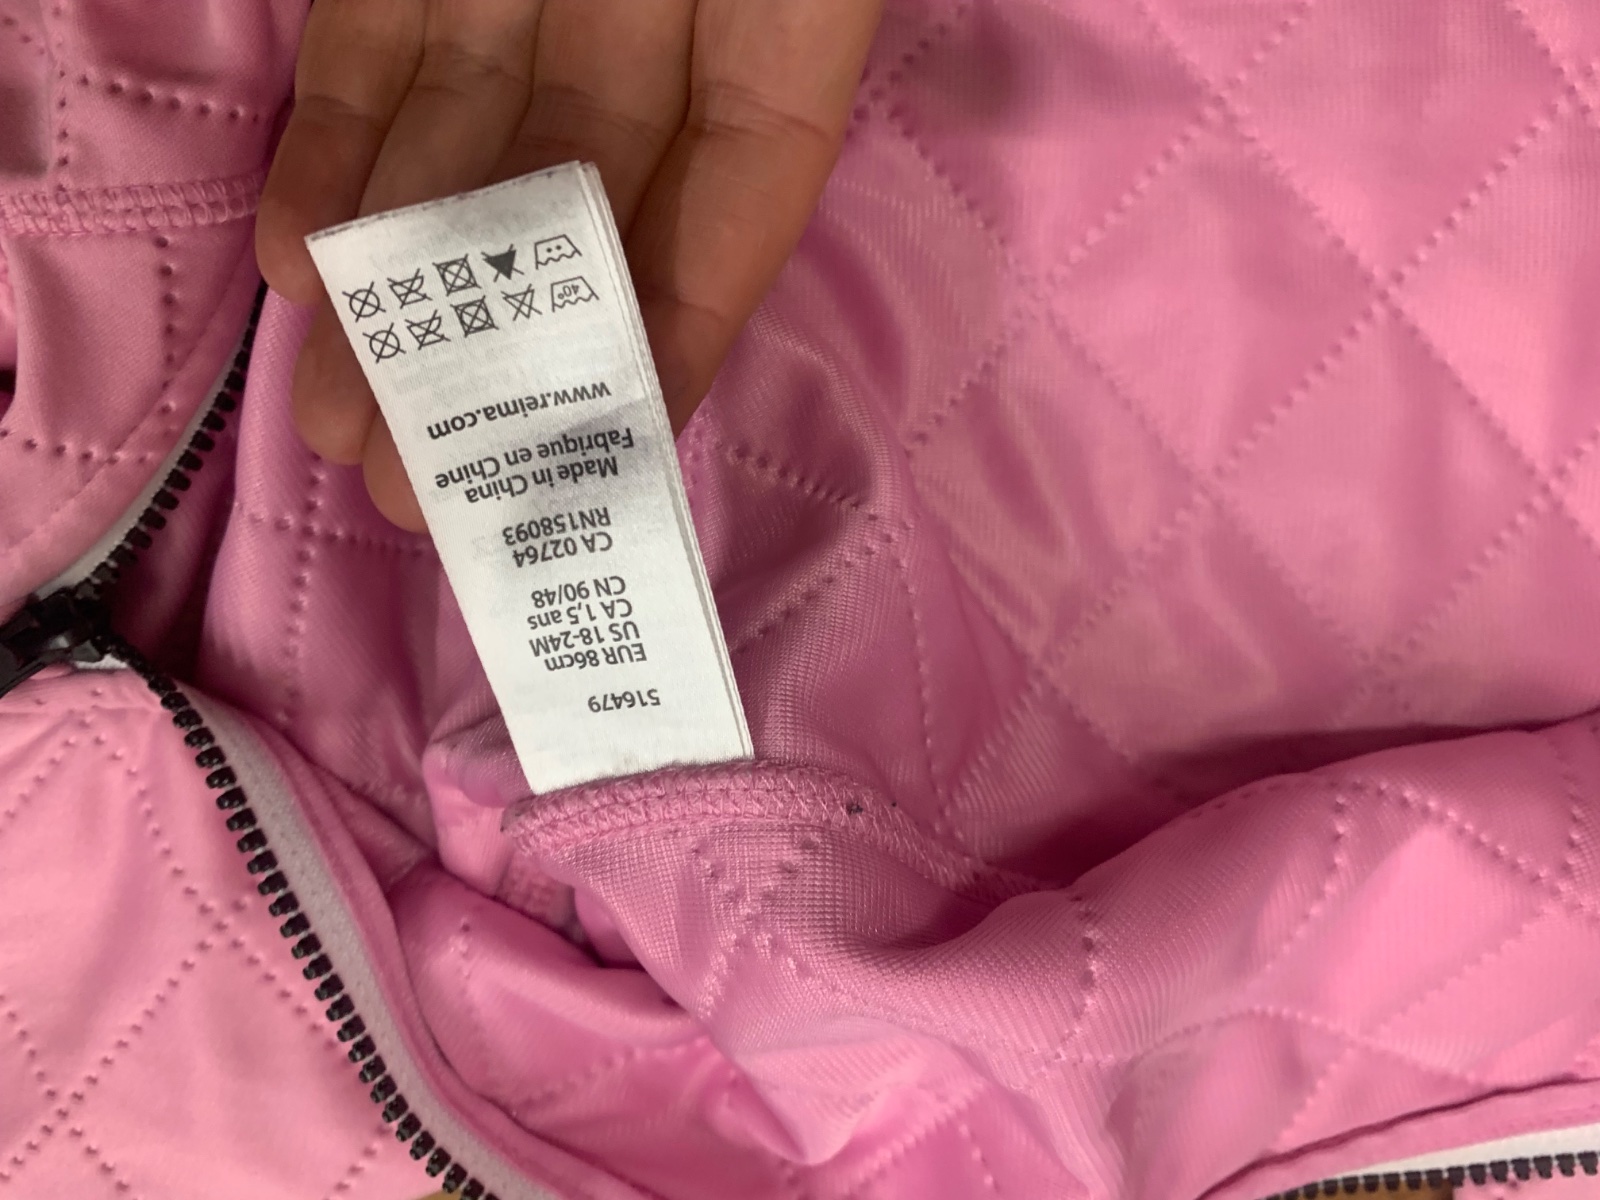 516479
EUR 86cm
US 18-24M
CA 1,5 ans
CN 90/48
CA 02764
RN158093
Made in China
Fabriqué en Chine
www.reima.com
40°